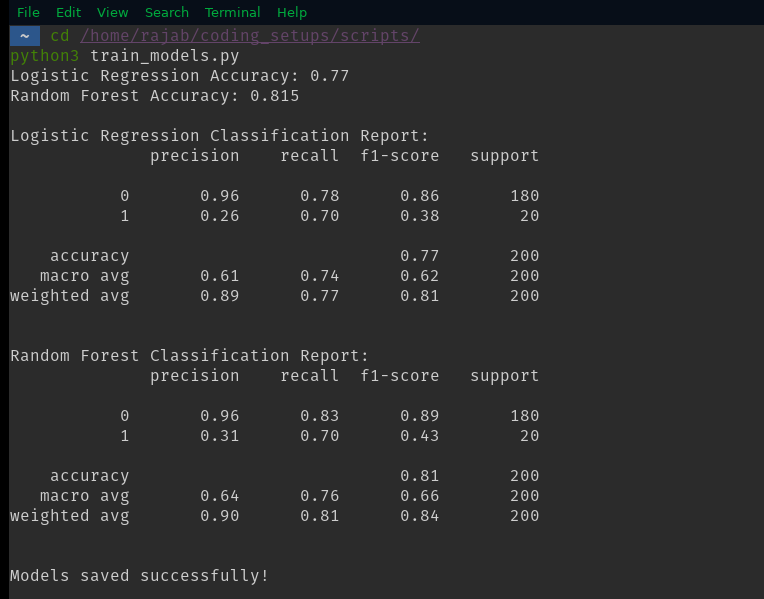 File Edit View Search Terminal Help
~ cd /home/rajab/coding_setups/scripts/
python3 train_models.py
Logistic Regression Accuracy: 0.77
Random Forest Accuracy: 0.815
Logistic Regression Classification Report:
              precision    recall  f1-score   support
           0       0.96      0.78      0.86       180
           1       0.26      0.70      0.38        20
    accuracy                           0.77       200
   macro avg       0.61      0.74      0.62       200
weighted avg       0.89      0.77      0.81       200
Random Forest Classification Report:
              precision    recall  f1-score   support
           0       0.96      0.83      0.89       180
           1       0.31      0.70      0.43        20
    accuracy                           0.81       200
   macro avg       0.64      0.76      0.66       200
weighted avg       0.90      0.81      0.84       200
Models saved successfully!